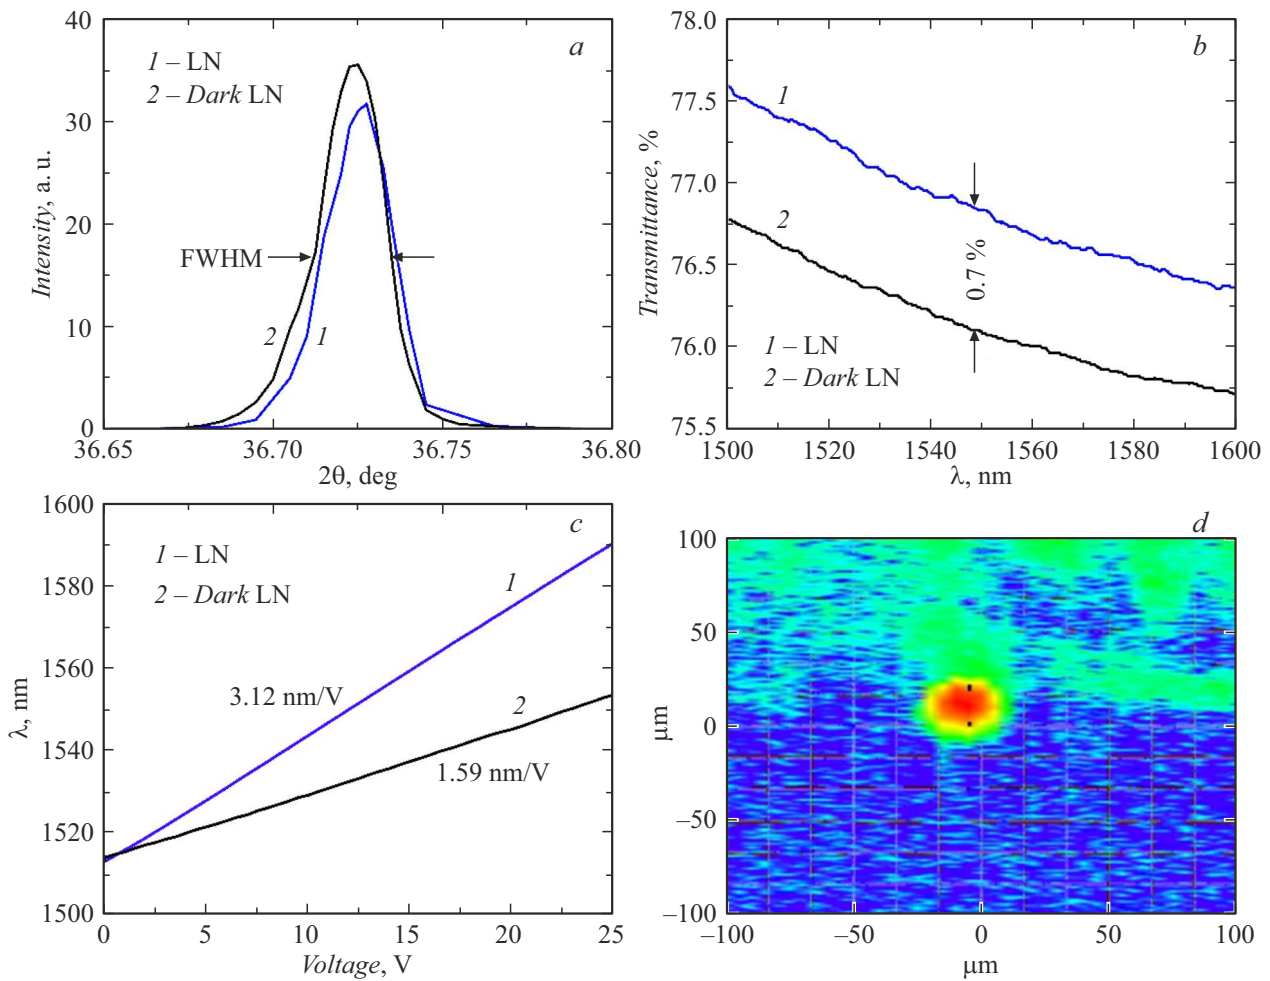 40
30
20
10
0
Intensity, a. u.
a
1 – LN
2 – Dark LN
FWHM
2
1
36.65
36.70
36.75
36.80
2θ, deg
78.0
77.5
77.0
76.5
76.0
75.5
Transmittance, %
b
1
2
0.7 %
1 – LN
2 – Dark LN
1500
1520
1540
1560
1580
1600
λ, nm
1600
1580
1560
1540
1520
1500
λ, nm
c
1 – LN
2 – Dark LN
1
3.12 nm/V
2
1.59 nm/V
0
5
10
15
20
25
Voltage, V
d
100
50
0
–50
–100
μm
–100
–50
0
50
100
μm